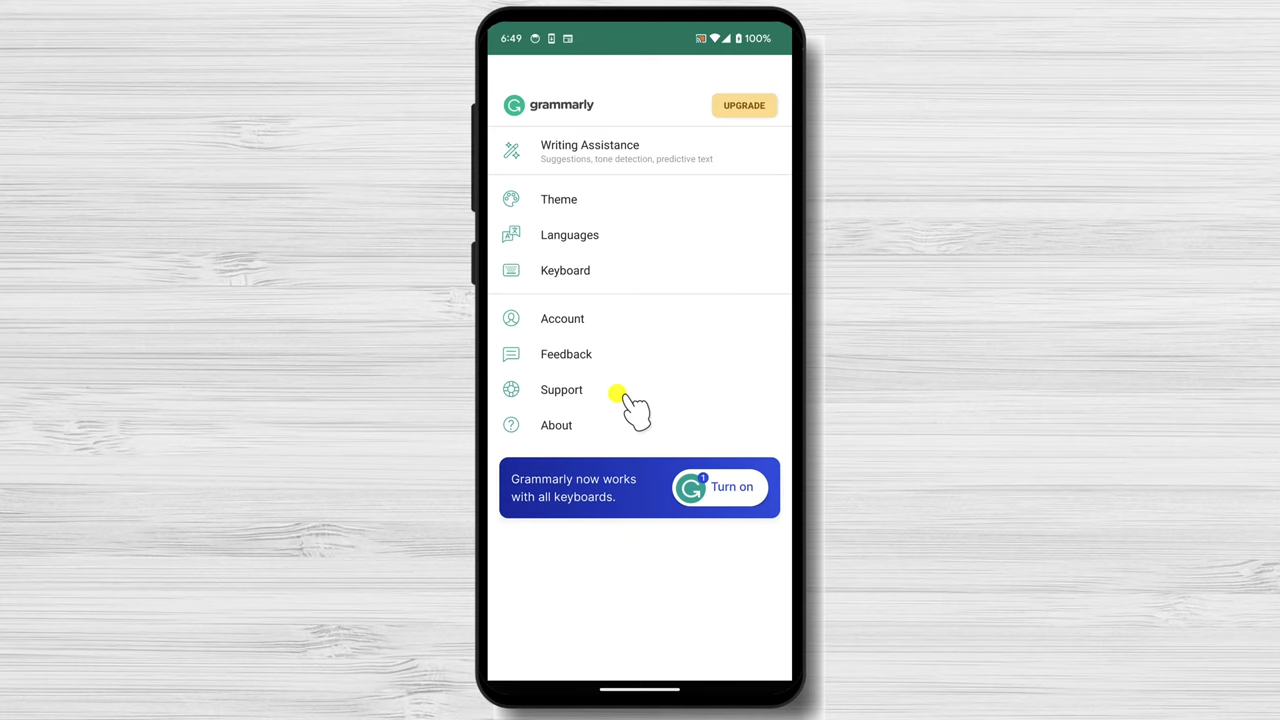 6:49 100%
grammarly UPGRADE
Writing Assistance
Suggestions, tone detection, predictive text
Theme
Languages
Keyboard
Account
Feedback
Support
About
Grammarly now works
with all keyboards.
1
Turn on